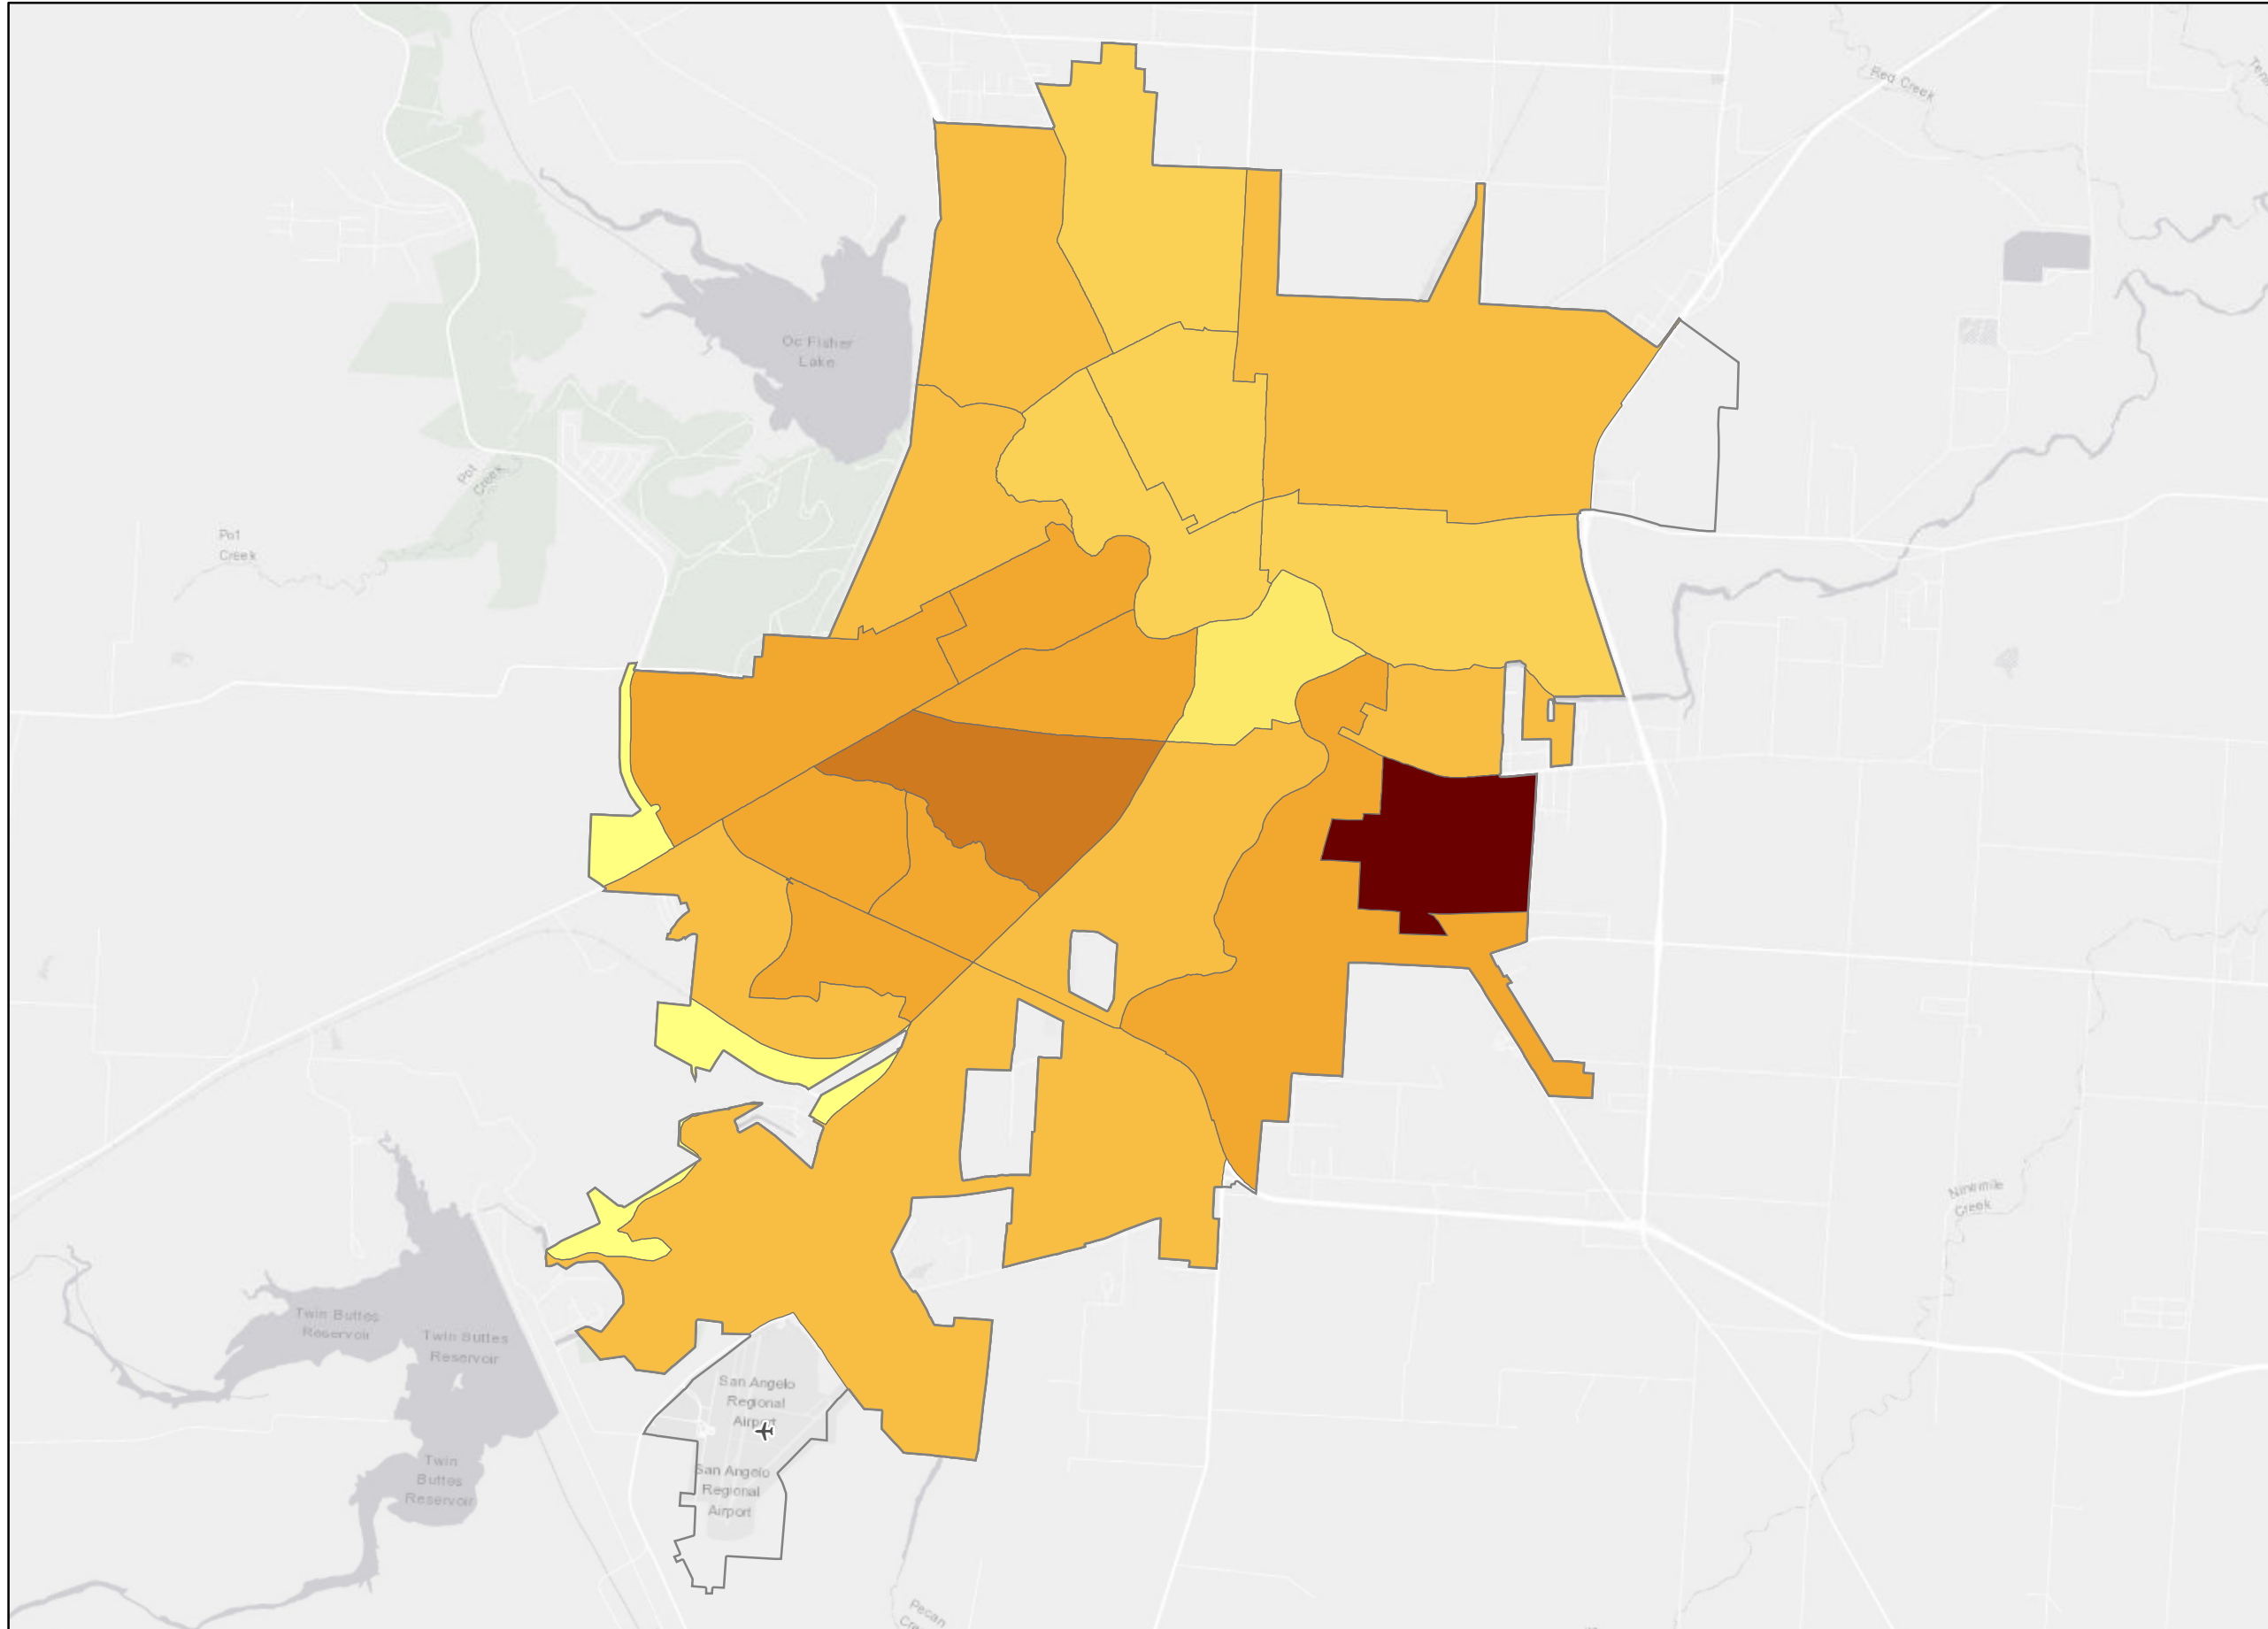 Red Creek
Oc Fisher
Lake
Pot
Creek
Pot
Creek
Ninemile
Creek
Twin Buttes
Reservoir
Twin Buttes
Reservoir
San Angelo
Regional
Airport
Twin
Buttes
Reservoir
San Angelo
Regional
Airport
Pecan